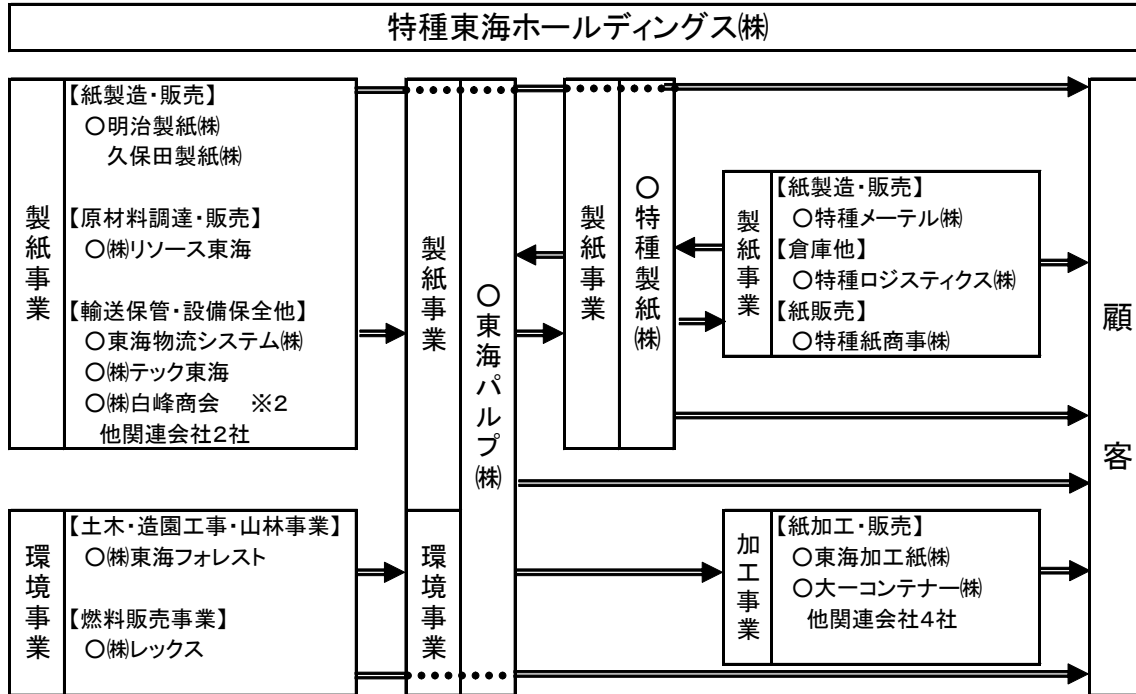 特種東海ホールディングス㈱
製紙事業
【紙製造・販売】
○明治製紙㈱
久保田製紙㈱
【原材料調達・販売】
○㈱リソース東海
【輸送保管・設備保全他】
○東海物流システム㈱
○㈱テック東海
○㈱白峰商会　※2
他関連会社2社
環境事業
【土木・造園工事・山林事業】
○㈱東海フォレスト
【燃料販売事業】
○㈱レックス
製紙事業
環境事業
○東海パルプ㈱
製紙事業
○特種製紙㈱
製紙事業
【紙製造・販売】
○特種メーテル㈱
【倉庫他】
○特種ロジスティクス㈱
【紙販売】
○特種紙商事㈱
加工事業
【紙加工・販売】
○東海加工紙㈱
○大一コンテナー㈱
他関連会社4社
顧客